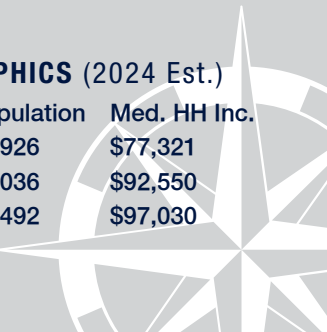 PHICS (2024 Est.)
pulation Med. HH Inc.
926 $77,321
036 $92,550
492 $97,030